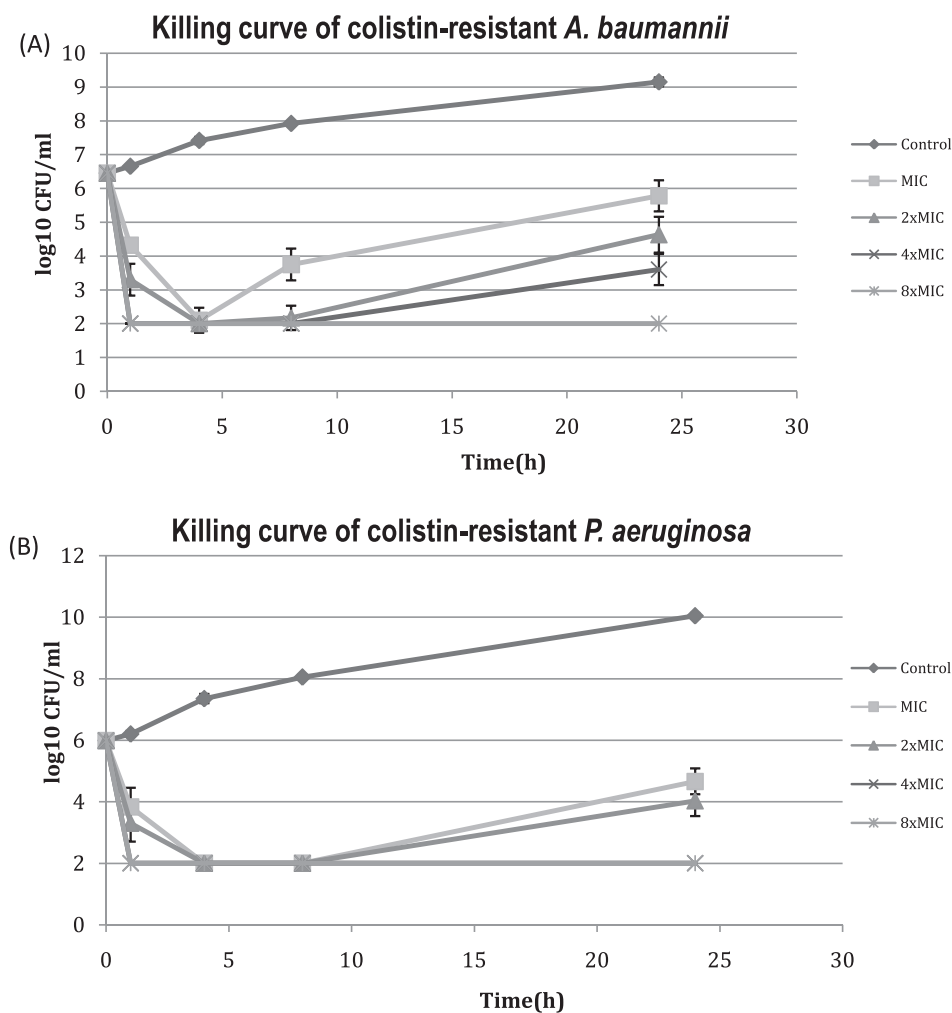 (A)
Killing curve of colistin-resistant A. baumannii
10
9
8
7
6
5
4
3
2
1
0
log10 CFU/ml
0 5 10 15 20 25 30
Time(h)
Control
MIC
2xMIC
4xMIC
8xMIC
(B)
Killing curve of colistin-resistant P. aeruginosa
12
10
8
6
4
2
0
log10 CFU/ml
0 5 10 15 20 25 30
Time(h)
Control
MIC
2xMIC
4xMIC
8xMIC